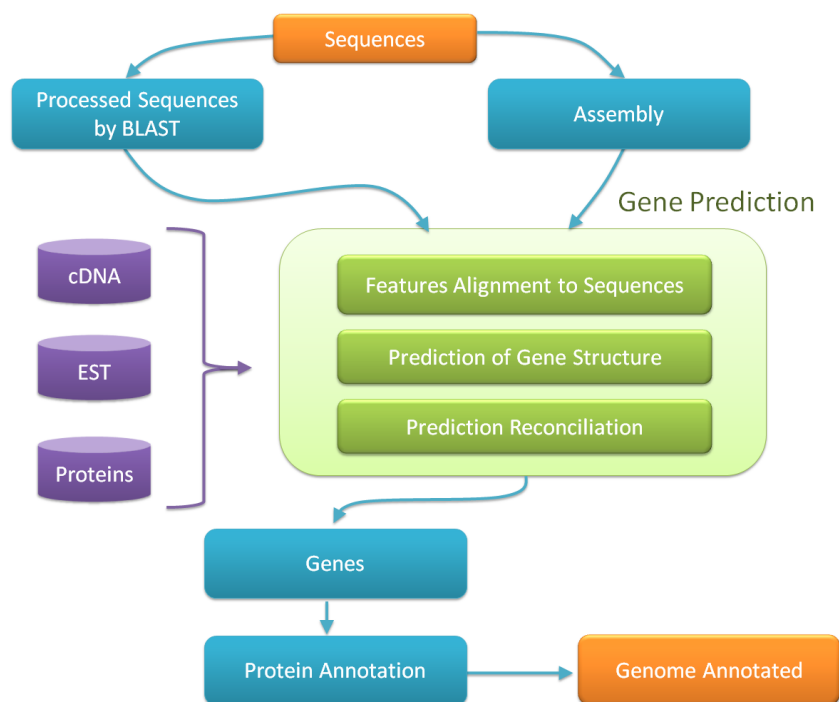 Sequences
Processed Sequences
by BLAST
Assembly
Gene Prediction
cDNA
EST
Proteins
Features Alignment to Sequences
Prediction of Gene Structure
Prediction Reconciliation
Genes
Protein Annotation
Genome Annotated